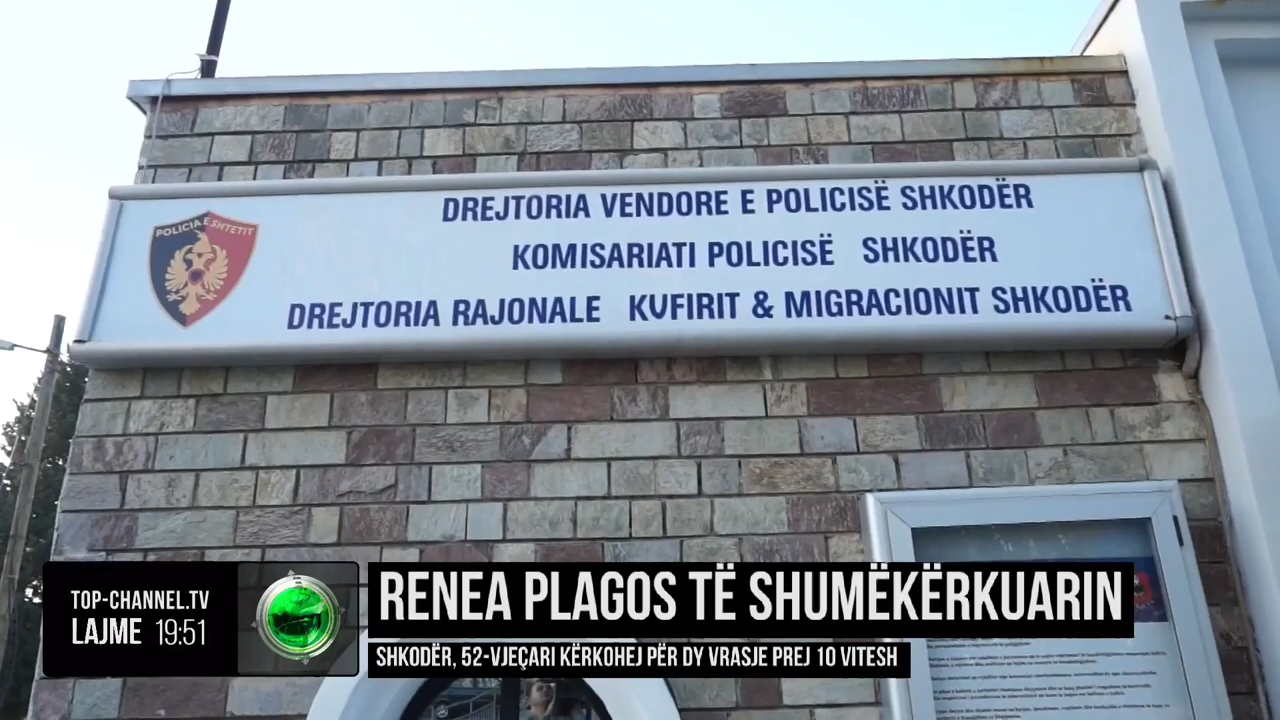 POLICIA E SHTETIT
DREJTORIA VENDORE E POLICISË SHKODËR
KOMISARIATI POLICISË SHKODËR
DREJTORIA RAJONALE KVFIRIT & MIGRACIONIT SHKODËR
TOP-CHANNEL.TV
LAJME 19:51
RENEA PLAGOS TË SHUMËKËRKUARIN
SHKODËR, 52-VJEÇARI KËRKOHEJ PËR DY VRASJE PREJ 10 VITESH